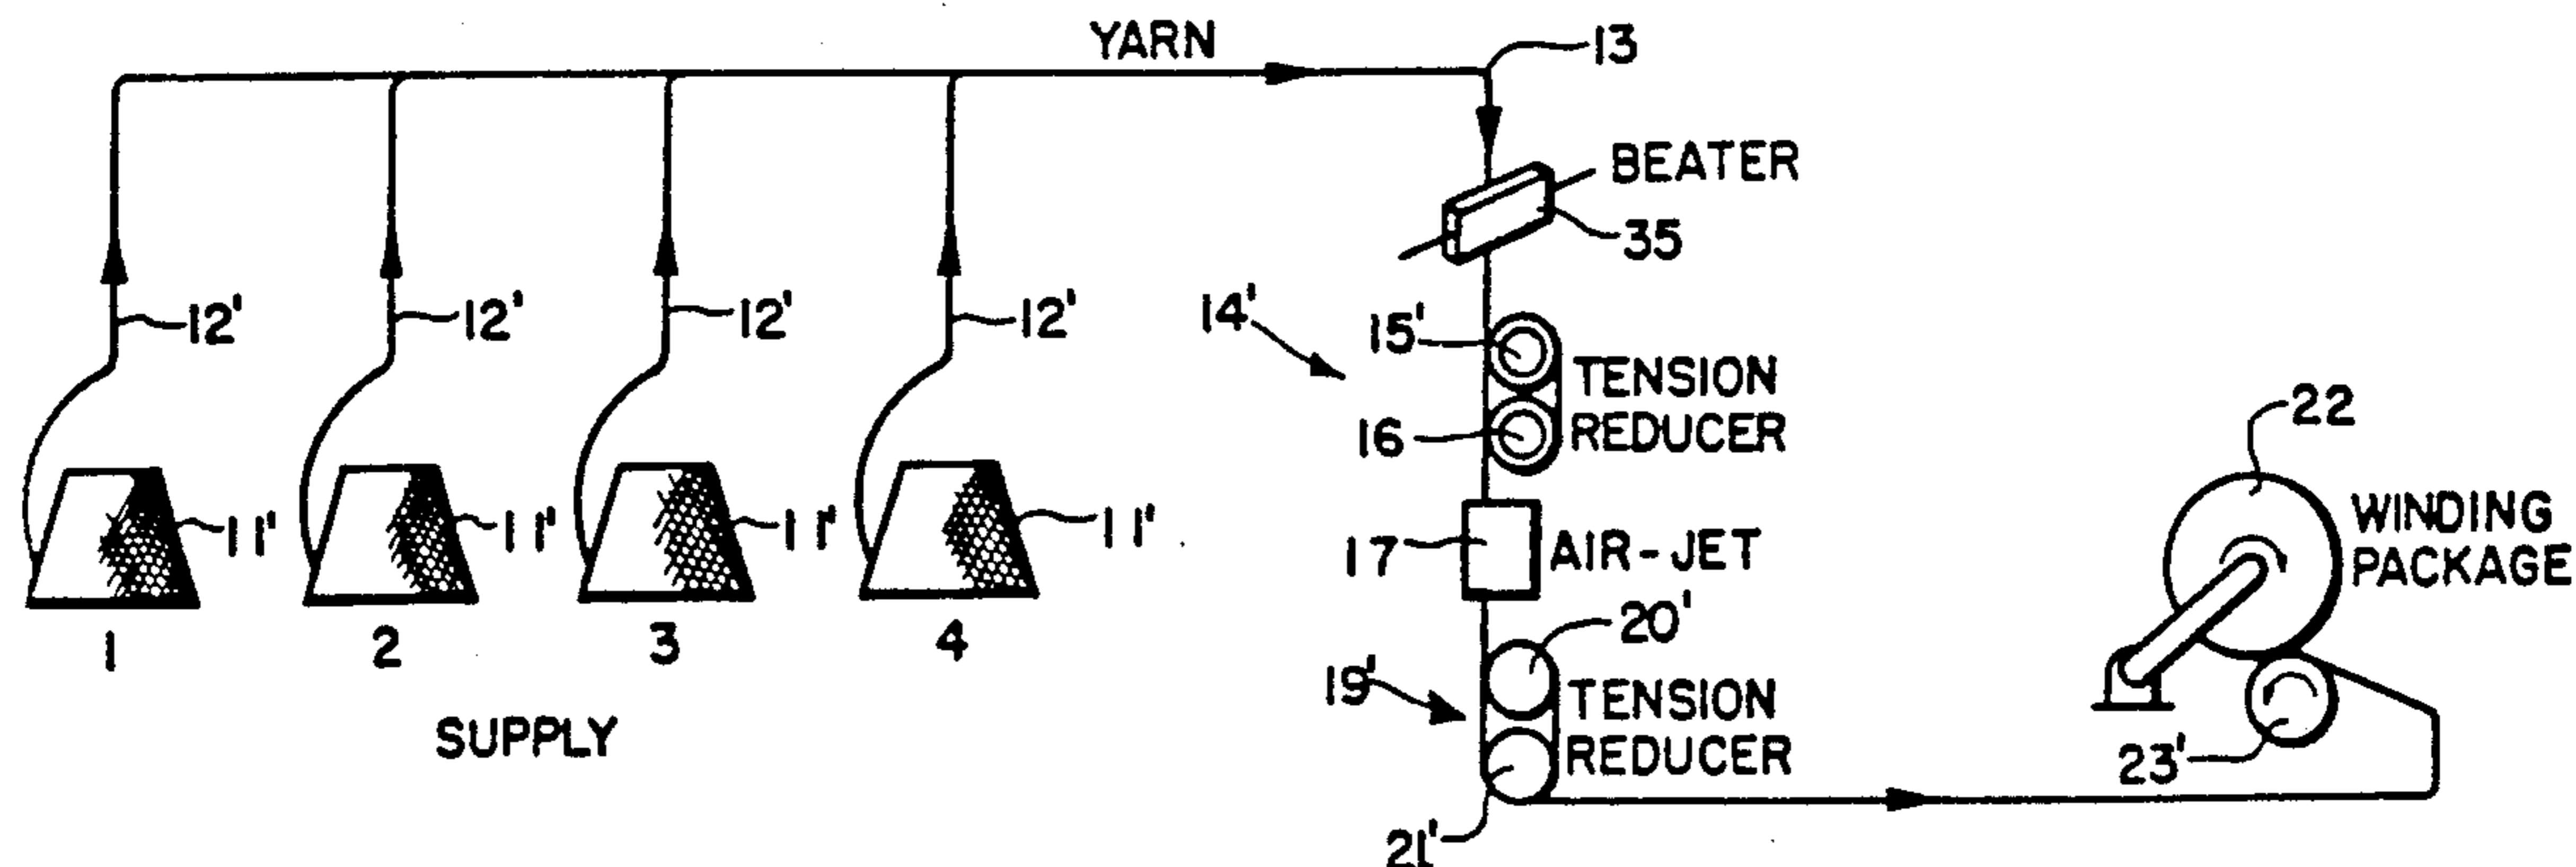 YARN
13
BEATER
35
12' 12' 12' 12'
14'
15'
TENSION
REDUCER
16
22
WINDING
PACKAGE
11' 11' 11' 11'
17
AIR-JET
1 2 3 4
20'
19'
TENSION
REDUCER
SUPPLY
23'
21'